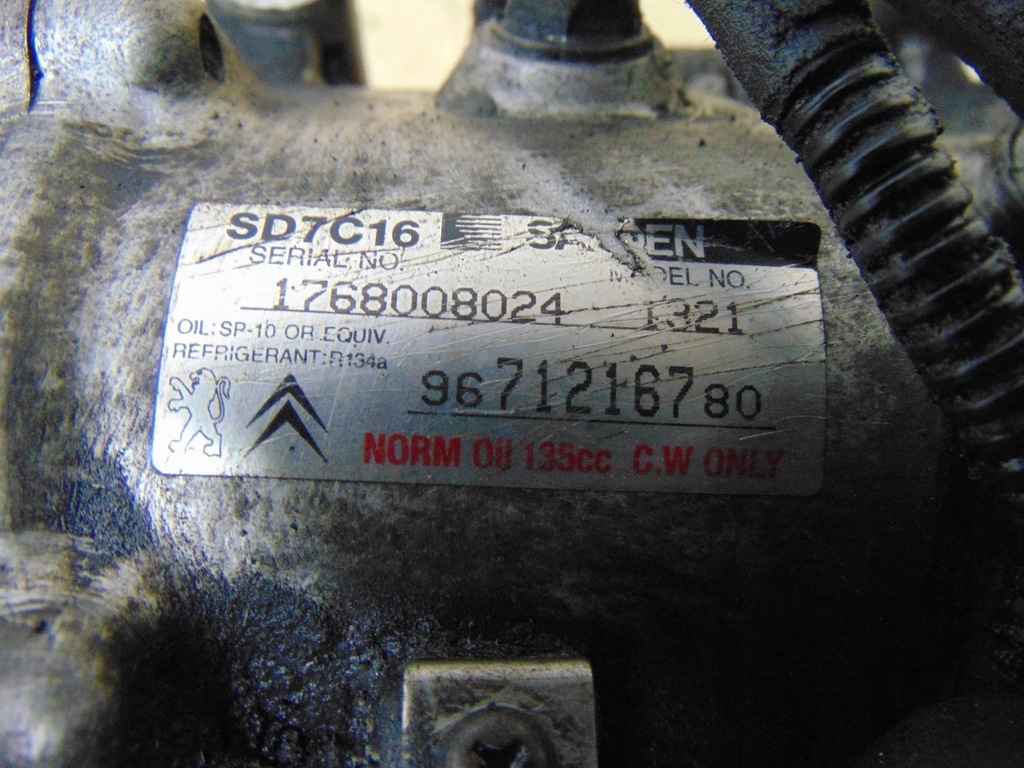 SD7C16 SANDEN
SERIAL NO. MODEL NO.
1768008024 1321
OIL: SP-10 OR EQUIV.
REFRIGERANT: R134a
9671216780
NORM Oil 135cc C.W ONLY